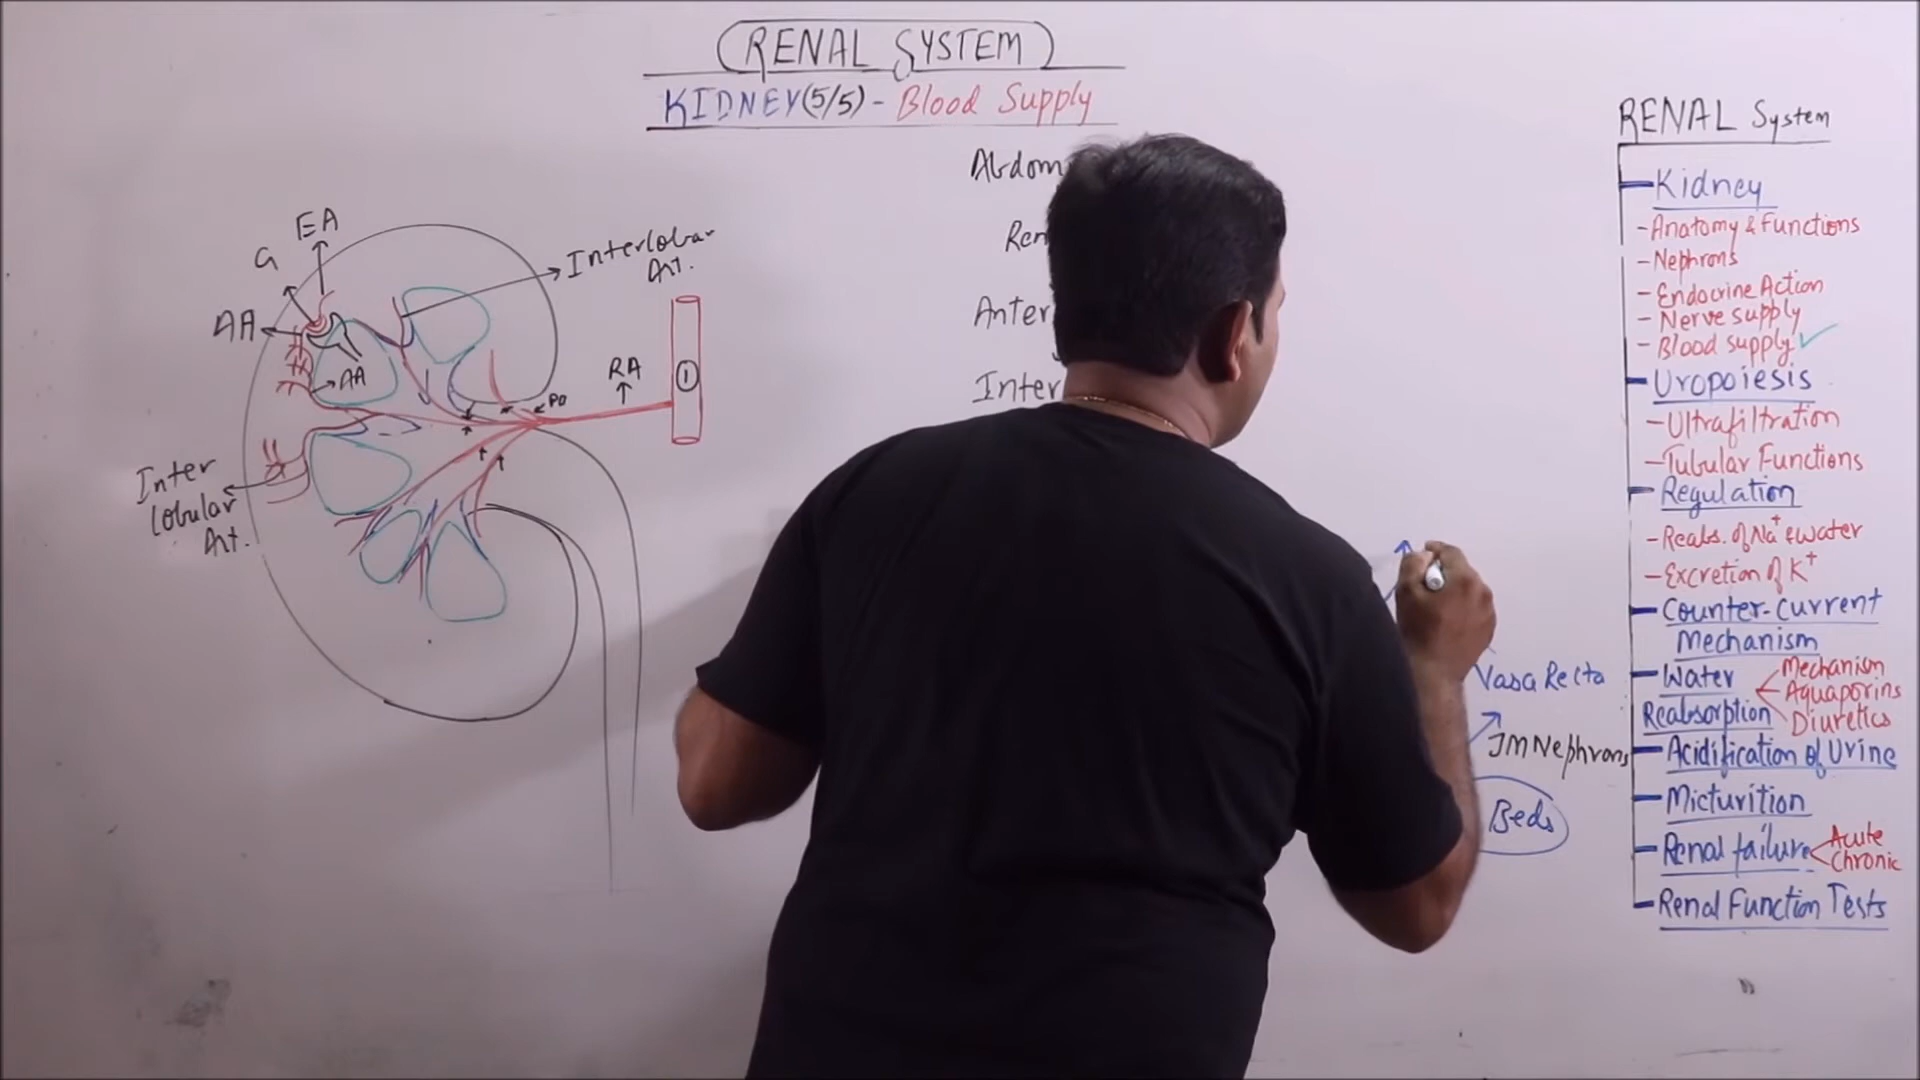 RENAL SYSTEM
KIDNEY(5/5) - Blood Supply
EA
G
AA
AA
Interlobar
Art.
RA
PD
1
Inter
lobular
Art.
Abdom
Ren
Anter
Inter
Vasa Recta
JM Nephrons
Beds
RENAL System
Kidney
- Anatomy & Functions
- Nephrons
- Endocrine Action
- Nerve supply
- Blood supply ✓
Uropoiesis
- Ultrafiltration
- Tubular Functions
Regulation
- Reabs. of Na+ & water
- Excretion of K+
Counter-current
Mechanism
Water
Reabsorption
Mechanism
Aquaporins
Diuretics
Acidification of Urine
Micturition
Renal failure
Acute
Chronic
Renal Function Tests